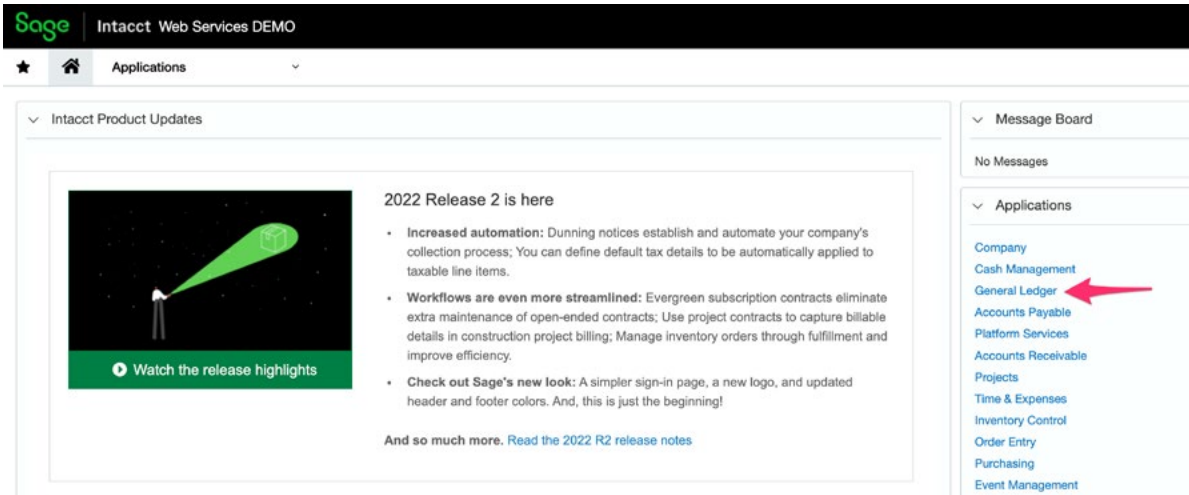 Sage Intacct Web Services DEMO
Applications
Intacct Product Updates
2022 Release 2 is here
• Increased automation: Dunning notices establish and automate your company's
collection process; You can define default tax details to be automatically applied to
taxable line items.
• Workflows are even more streamlined: Evergreen subscription contracts eliminate
extra maintenance of open-ended contracts; Use project contracts to capture billable
details in construction project billing; Manage inventory orders through fulfillment and
improve efficiency.
• Check out Sage's new look: A simpler sign-in page, a new logo, and updated
header and footer colors. And, this is just the beginning!
And so much more. Read the 2022 R2 release notes
Watch the release highlights
Message Board
No Messages
Applications
Company
Cash Management
General Ledger
Accounts Payable
Platform Services
Accounts Receivable
Projects
Time & Expenses
Inventory Control
Order Entry
Purchasing
Event Management